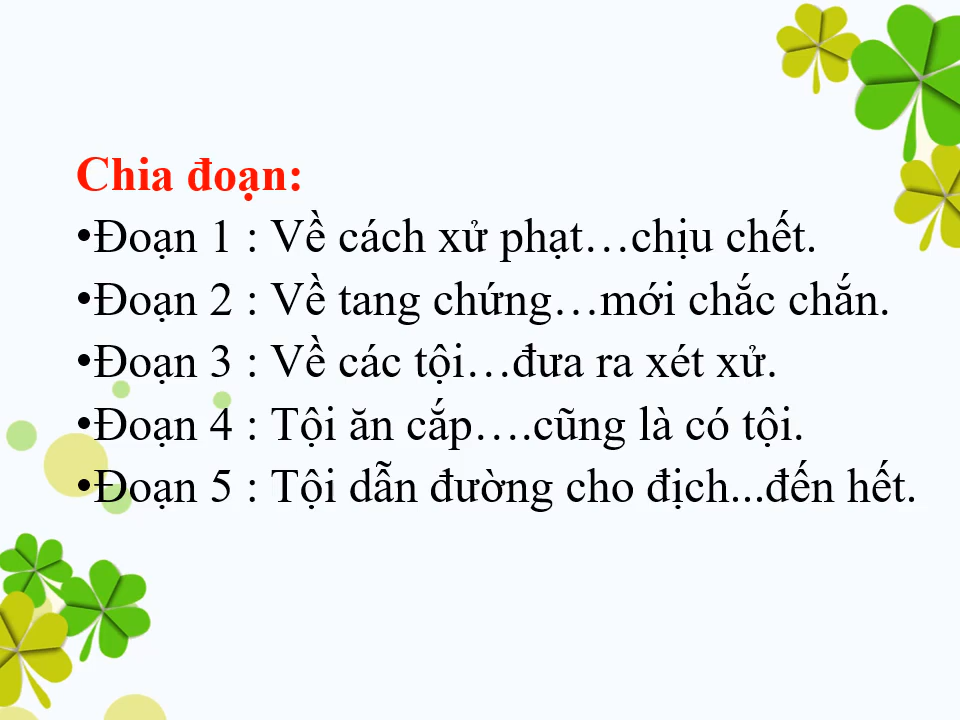 Chia đoạn:
•Đoạn 1 : Về cách xử phạt…chịu chết.
•Đoạn 2 : Về tang chứng…mới chắc chắn.
•Đoạn 3 : Về các tội…đưa ra xét xử.
•Đoạn 4 : Tội ăn cắp….cũng là có tội.
•Đoạn 5 : Tội dẫn đường cho địch...đến hết.